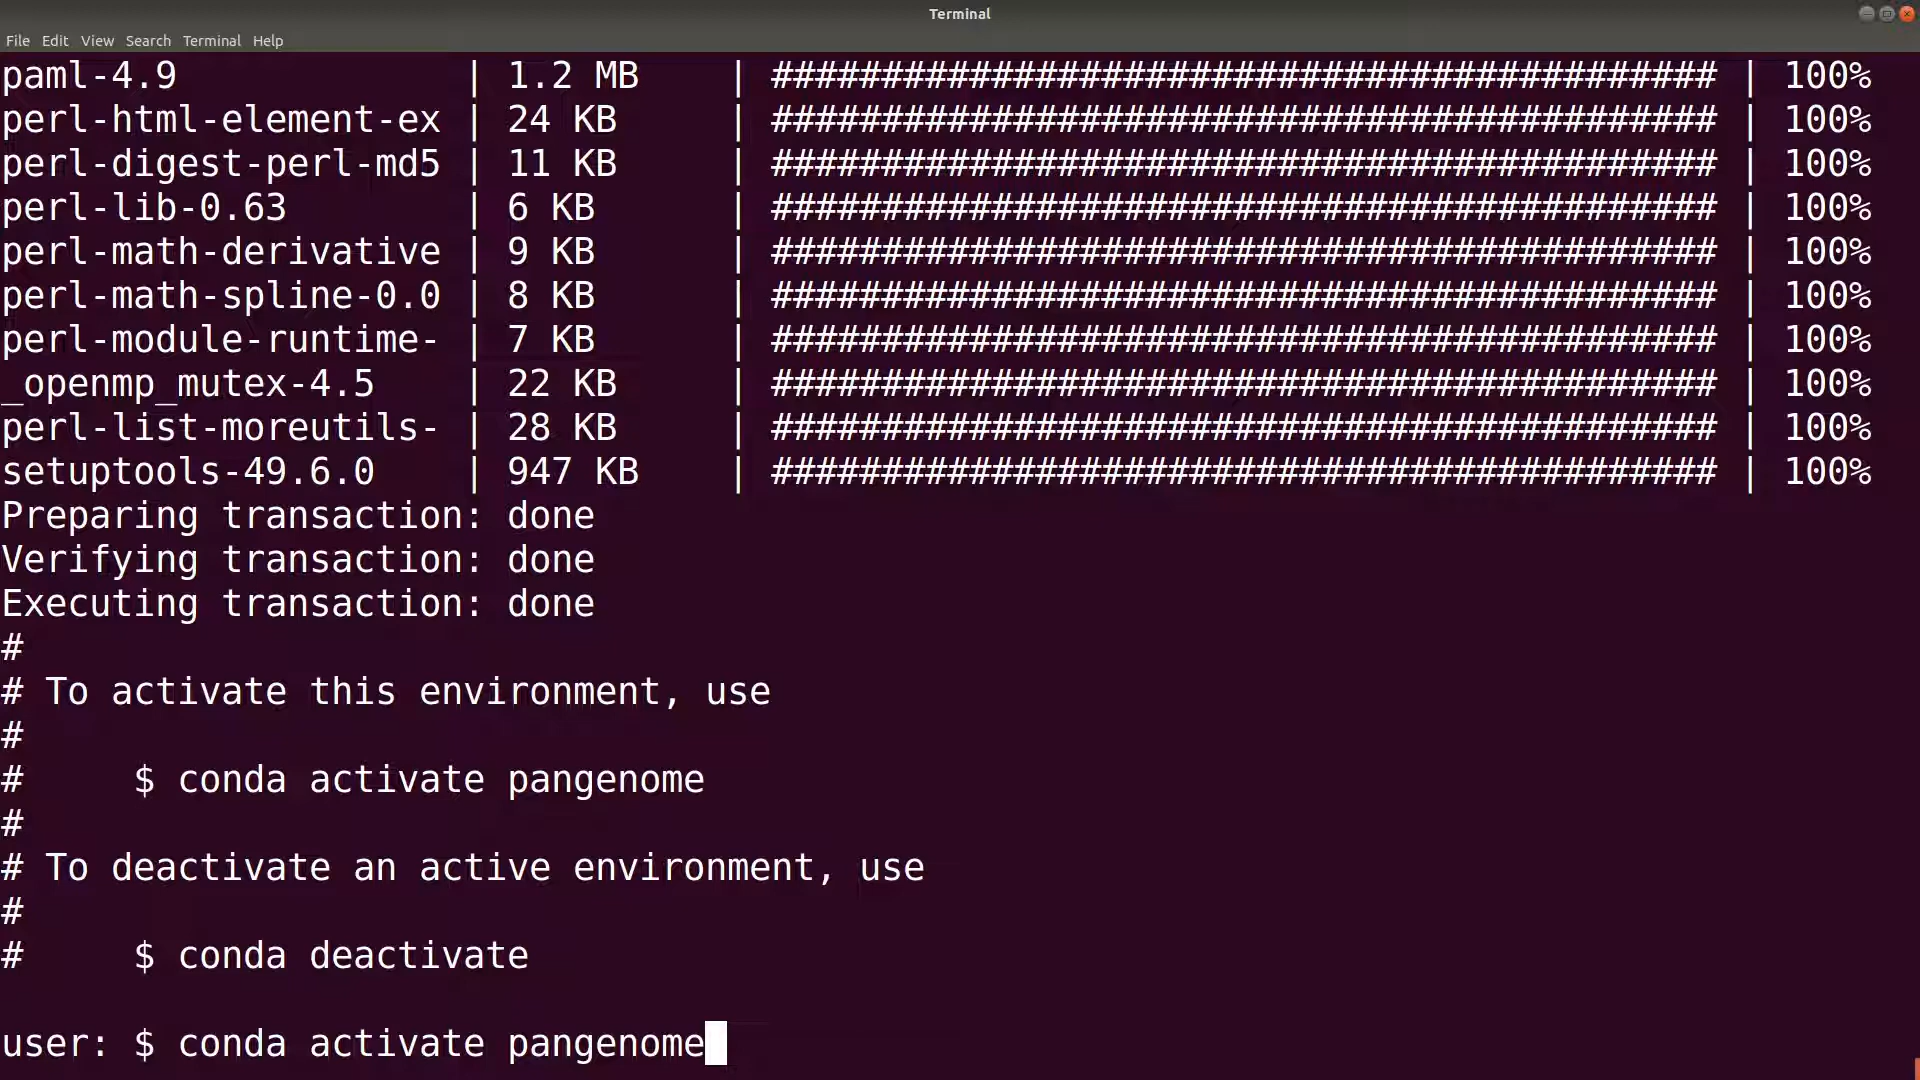 Terminal
File Edit View Search Terminal Help
paml-4.9 | 1.2 MB | ########################################### | 100%
perl-html-element-ex | 24 KB | ########################################### | 100%
perl-digest-perl-md5 | 11 KB | ########################################### | 100%
perl-lib-0.63 | 6 KB | ########################################### | 100%
perl-math-derivative | 9 KB | ########################################### | 100%
perl-math-spline-0.0 | 8 KB | ########################################### | 100%
perl-module-runtime- | 7 KB | ########################################### | 100%
_openmp_mutex-4.5 | 22 KB | ########################################### | 100%
perl-list-moreutils- | 28 KB | ########################################### | 100%
setuptools-49.6.0 | 947 KB | ########################################### | 100%
Preparing transaction: done
Verifying transaction: done
Executing transaction: done
#
# To activate this environment, use
#
#     $ conda activate pangenome
#
# To deactivate an active environment, use
#
#     $ conda deactivate
user: $ conda activate pangenome